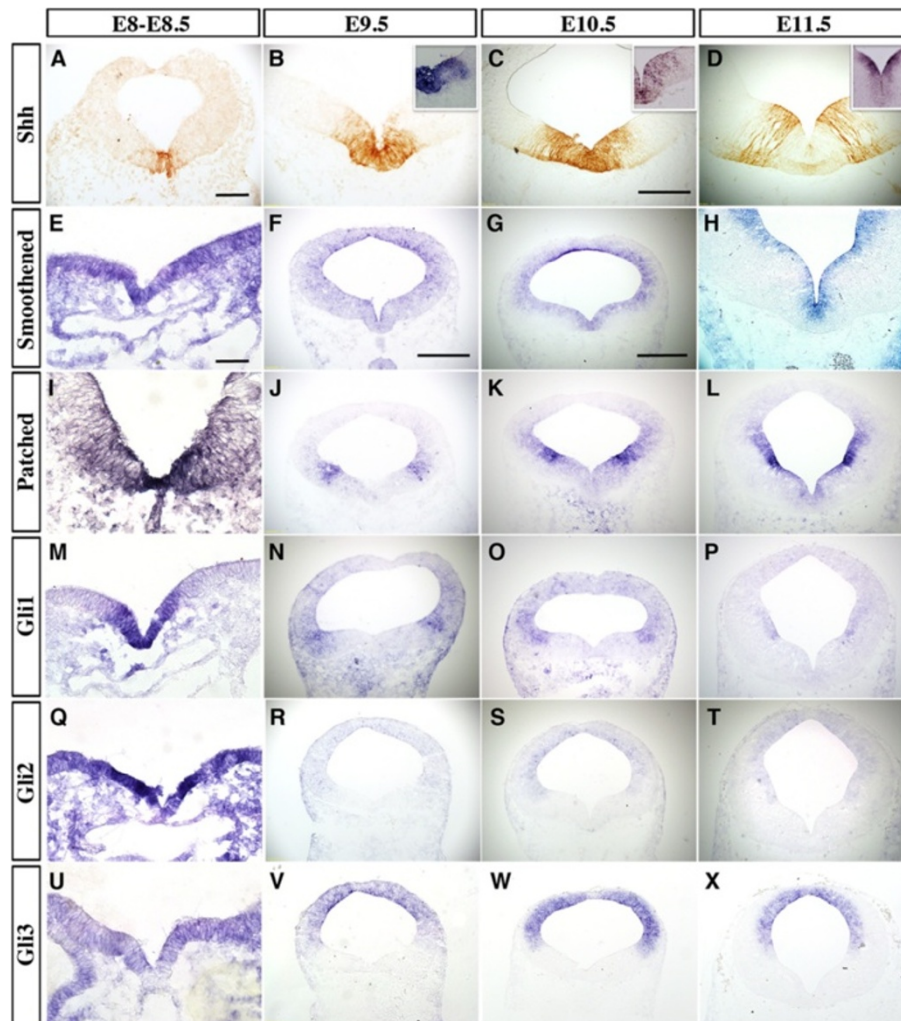 E8-E8.5 E9.5 E10.5 E11.5
Shh
A B C D
Smoothened
E F G H
Patched
I J K L
Gli1
M N O P
Gli2
Q R S T
Gli3
U V W X